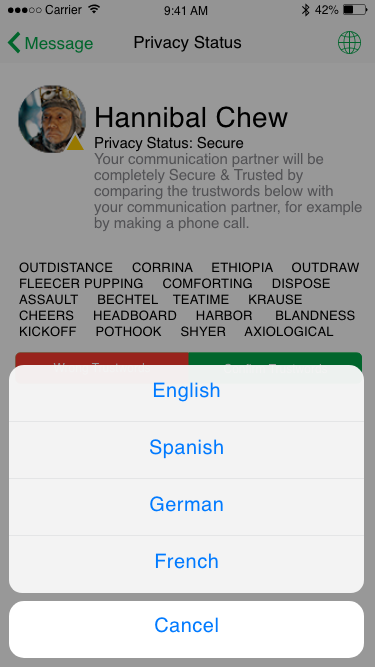 Carrier 9:41 AM 42%
Message Privacy Status
Hannibal Chew
Privacy Status: Secure
Your communication partner will be
completely Secure & Trusted by
comparing the trustwords below with
your communication partner, for example
by making a phone call.
OUTDISTANCE CORRINA ETHIOPIA OUTDRAW
FLEECER PUPPING COMFORTING DISPOSE
ASSAULT BECHTEL TEATIME KRAUSE
CHEERS HEADBOARD HARBOR BLANDNESS
KICKOFF POTHOOK SHYER AXIOLOGICAL
English
Spanish
German
French
Cancel